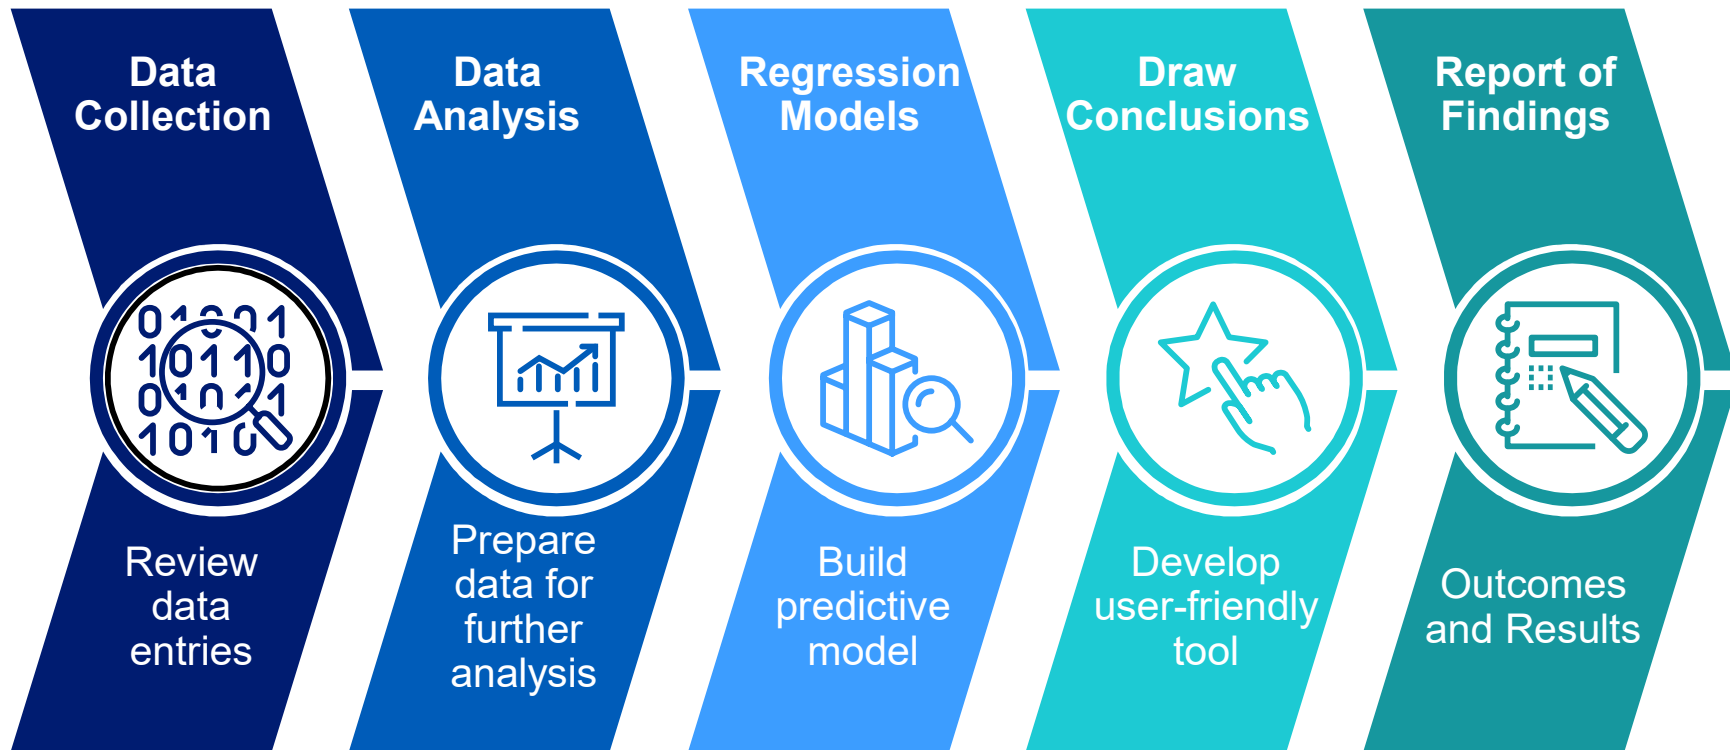 Data
Collection
Review
data
entries
Data
Analysis
Prepare
data for
further
analysis
Regression
Models
Build
predictive
model
Draw
Conclusions
Develop
user-friendly
tool
Report of
Findings
Outcomes
and Results